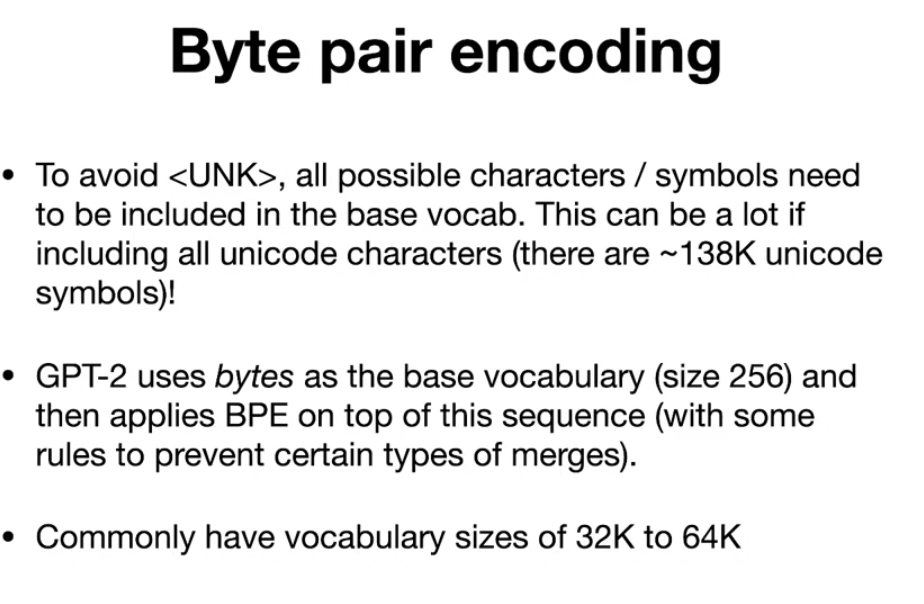 Byte pair encoding
• To avoid <UNK>, all possible characters / symbols need
to be included in the base vocab. This can be a lot if
including all unicode characters (there are ~138K unicode
symbols)!
• GPT-2 uses bytes as the base vocabulary (size 256) and
then applies BPE on top of this sequence (with some
rules to prevent certain types of merges).
• Commonly have vocabulary sizes of 32K to 64K